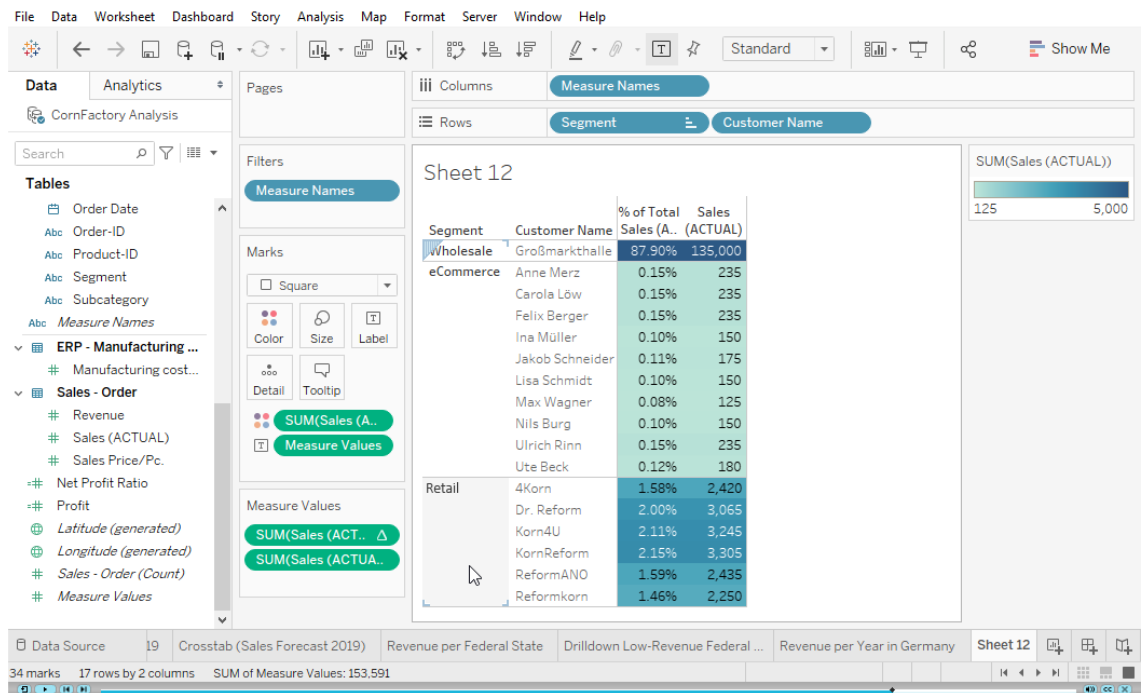 File Data Worksheet Dashboard Story Analysis Map Format Server Window Help
Standard
Show Me
Data Analytics
CornFactory Analysis
Search
Tables
Order Date
Abc Order-ID
Abc Product-ID
Abc Segment
Abc Subcategory
Abc Measure Names
ERP - Manufacturing ...
# Manufacturing cost...
Sales - Order
# Revenue
# Sales (ACTUAL)
# Sales Price/Pc.
=# Net Profit Ratio
=# Profit
Latitude (generated)
Longitude (generated)
# Sales - Order (Count)
# Measure Values
Pages
Filters
Measure Names
Marks
Square
Color Size Label
Detail Tooltip
SUM(Sales (A..
Measure Values
Measure Values
SUM(Sales (ACT.. Δ
SUM(Sales (ACTUA..
Columns Measure Names
Rows Segment Customer Name
Sheet 12
% of Total Sales
Segment Customer Name Sales (A.. (ACTUAL)
Wholesale Großmarkthalle 87.90% 135,000
eCommerce Anne Merz 0.15% 235
Carola Löw 0.15% 235
Felix Berger 0.15% 235
Ina Müller 0.10% 150
Jakob Schneider 0.11% 175
Lisa Schmidt 0.10% 150
Max Wagner 0.08% 125
Nils Burg 0.10% 150
Ulrich Rinn 0.15% 235
Ute Beck 0.12% 180
Retail 4Korn 1.58% 2,420
Dr. Reform 2.00% 3,065
Korn4U 2.11% 3,245
KornReform 2.15% 3,305
ReformANO 1.59% 2,435
Reformkorn 1.46% 2,250
SUM(Sales (ACTUAL))
125 5,000
Data Source 19 Crosstab (Sales Forecast 2019) Revenue per Federal State Drilldown Low-Revenue Federal ... Revenue per Year in Germany Sheet 12
34 marks 17 rows by 2 columns SUM of Measure Values: 153,591
CC